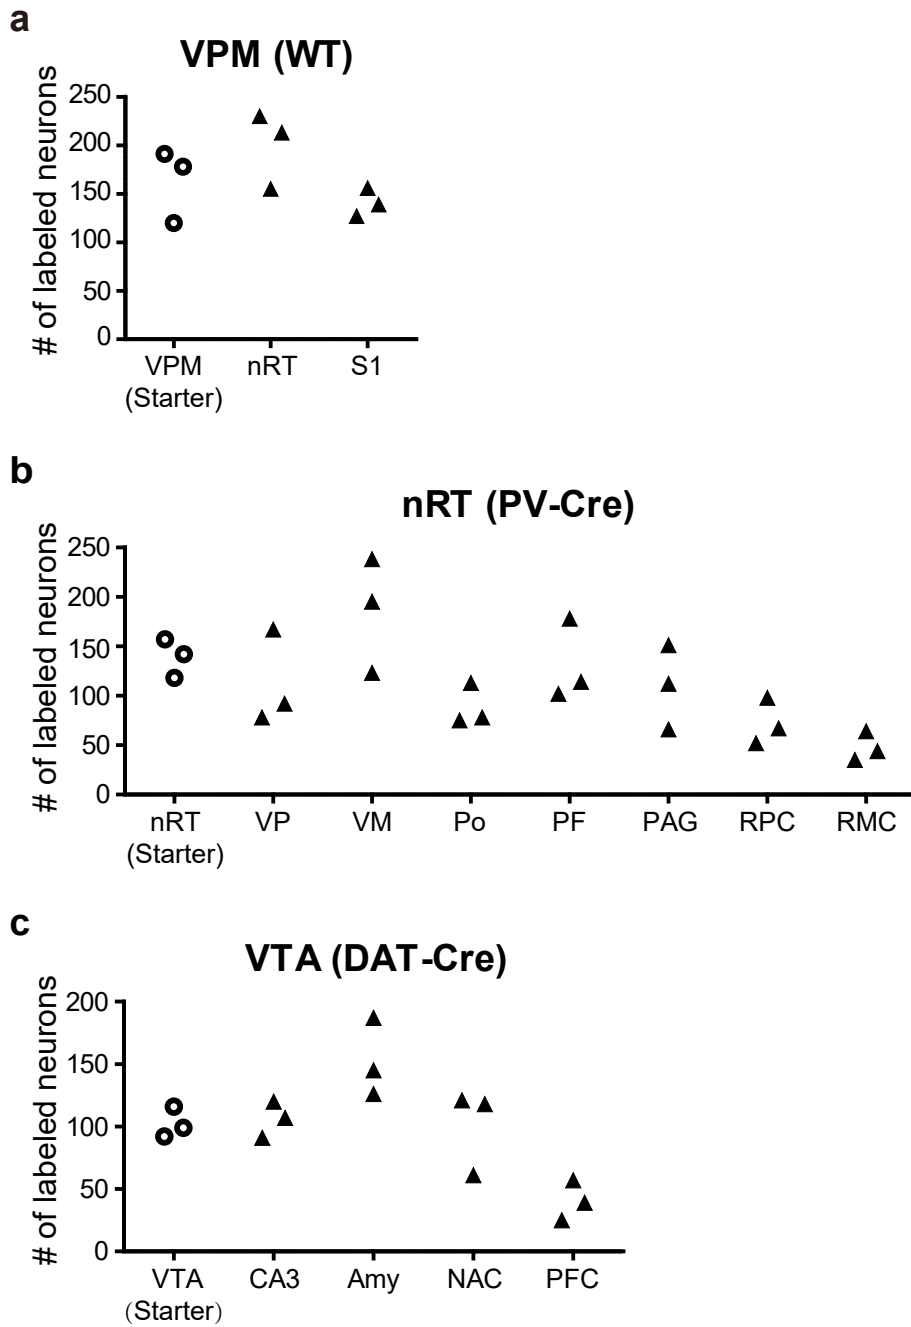 a
VPM (WT)
# of labeled neurons
250
200
150
100
50
0
VPM nRT S1
(Starter)
b
nRT (PV-Cre)
# of labeled neurons
250
200
150
100
50
0
nRT VP VM Po PF PAG RPC RMC
(Starter)
c
VTA (DAT-Cre)
# of labeled neurons
200
150
100
50
0
VTA CA3 Amy NAC PFC
(Starter)